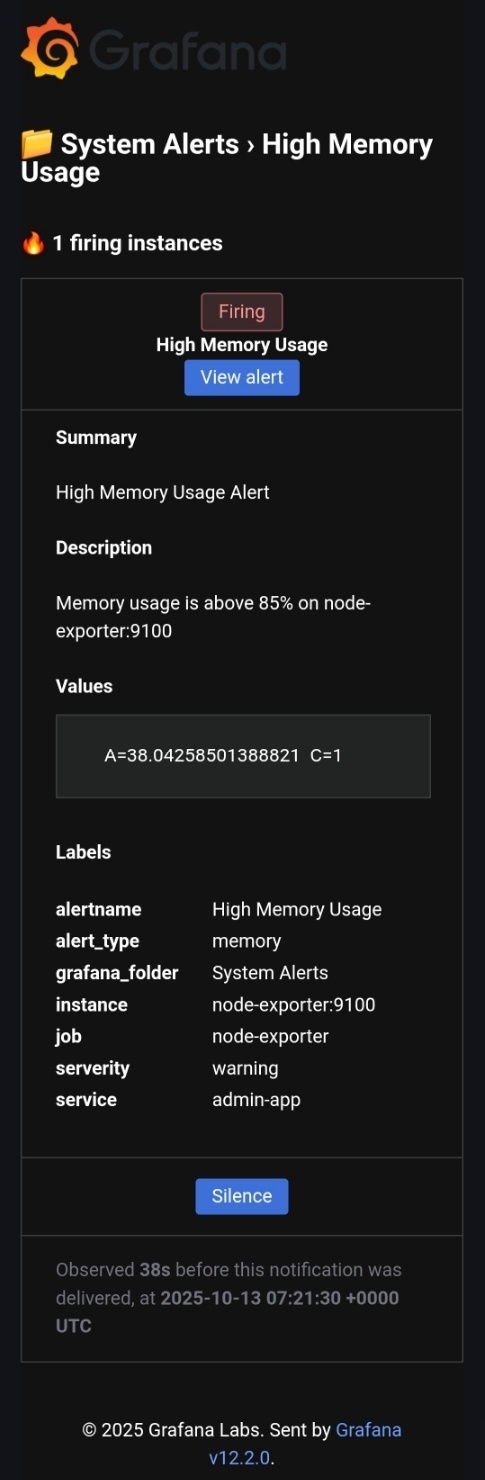 Grafana
📁 System Alerts › High Memory
Usage
🔥 1 firing instances
Firing
High Memory Usage
View alert
Summary
High Memory Usage Alert
Description
Memory usage is above 85% on node-
exporter:9100
Values
A=38.04258501388821 C=1
Labels
alertname High Memory Usage
alert_type memory
grafana_folder System Alerts
instance node-exporter:9100
job node-exporter
serverity warning
service admin-app
Silence
Observed 38s before this notification was
delivered, at 2025-10-13 07:21:30 +0000
UTC
© 2025 Grafana Labs. Sent by Grafana
v12.2.0.